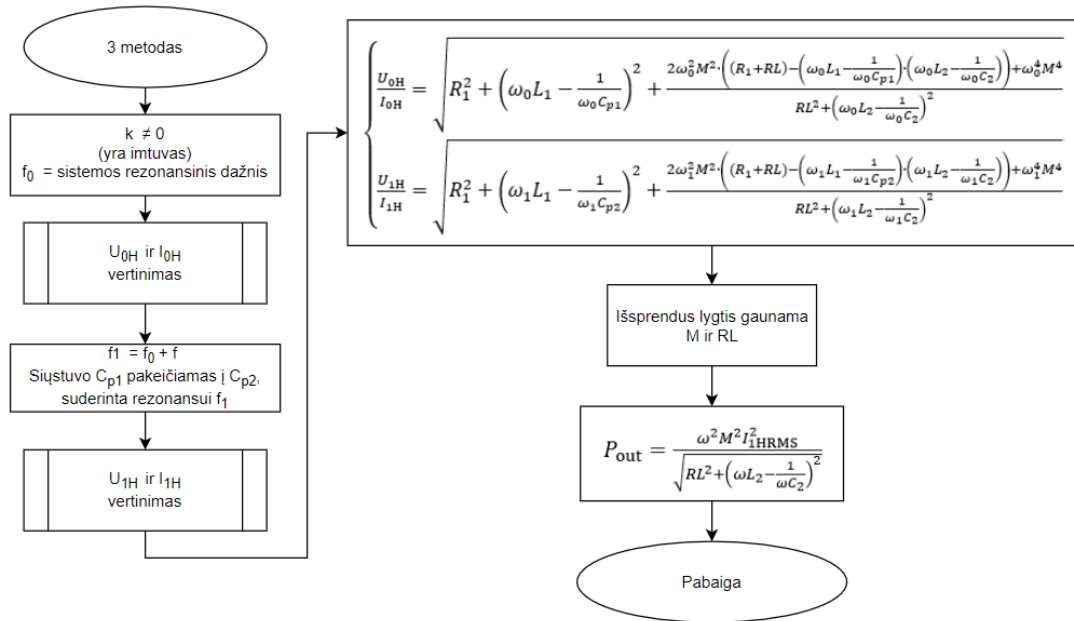 3 metodas
k ≠ 0
(yra imtuvas)
f₀ = sistemos rezonansinis dažnis
U₀H ir I₀H
vertinimas
f1 = f₀ + f
Siųstuvo Cₚ₁ pakeičiamas į Cₚ₂,
suderinta rezonansui f₁
U₁H ir I₁H
vertinimas
{ U₀H/I₀H = √(R₁² + (ω₀L₁ − 1/(ω₀Cₚ₁))² + (2ω₀²M²·((R₁+RL)−(ω₀L₁−1/(ω₀Cₚ₁))·(ω₀L₂−1/(ω₀C₂)))+ω₀⁴M⁴)/(RL²+(ω₀L₂−1/(ω₀C₂))²))
U₁H/I₁H = √(R₁² + (ω₁L₁ − 1/(ω₁Cₚ₂))² + (2ω₁²M²·((R₁+RL)−(ω₁L₁−1/(ω₁Cₚ₂))·(ω₁L₂−1/(ω₁C₂)))+ω₁⁴M⁴)/(RL²+(ω₁L₂−1/(ω₁C₂))²))
Išsprendus lygtis gaunama
M ir RL
Pout = ω²M²I²₁HRMS/√(RL²+(ωL₂−1/(ωC₂))²)
Pabaiga